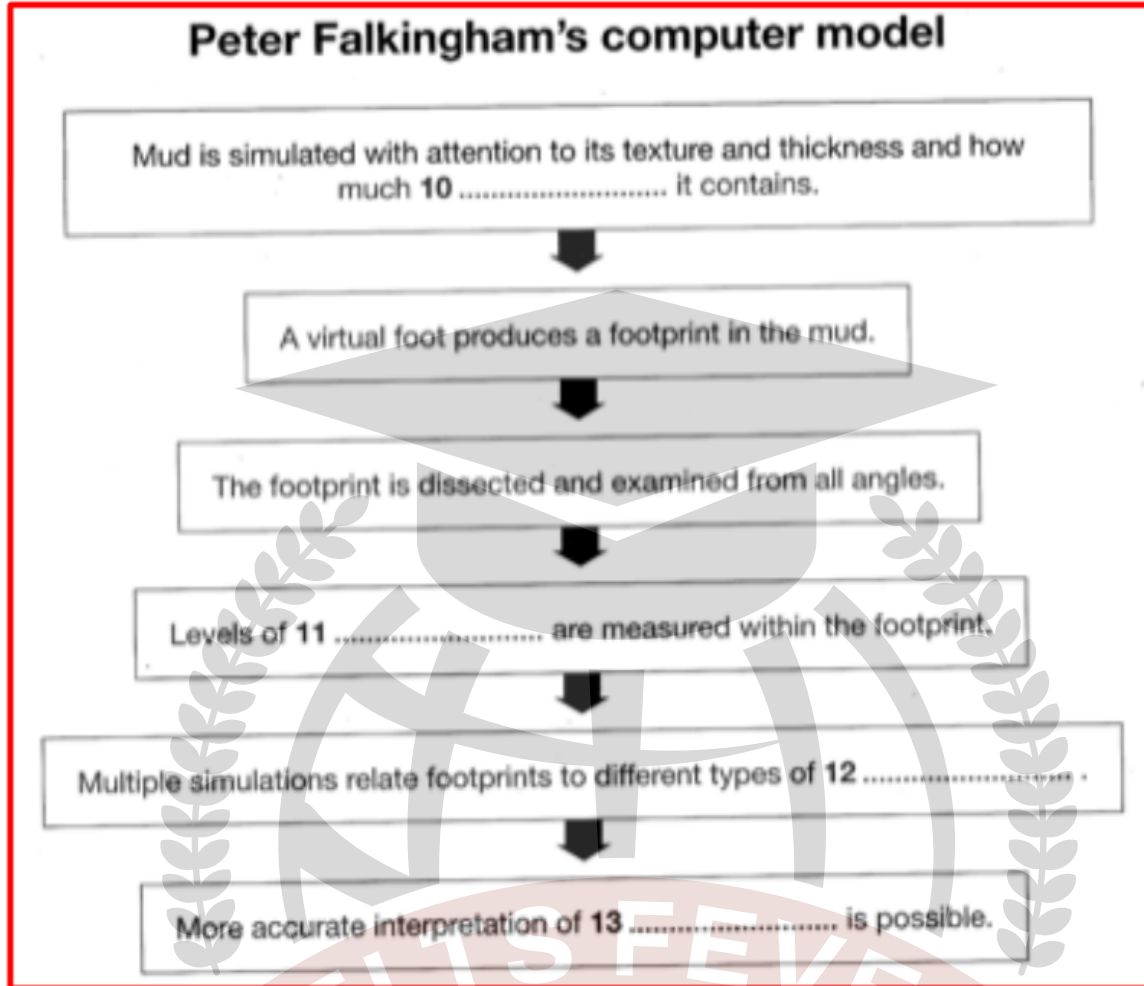 Peter Falkingham's computer model
Mud is simulated with attention to its texture and thickness and how
much 10 .......................... it contains.
A virtual foot produces a footprint in the mud.
The footprint is dissected and examined from all angles.
Levels of 11 .......................... are measured within the footprint.
Multiple simulations relate footprints to different types of 12 .......................... .
More accurate interpretation of 13 .......................... is possible.
IELTS FEVER